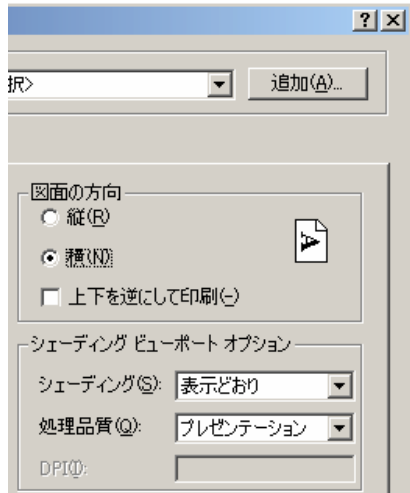 択>
追加(A)...
図面の方向
縦(R)
横(N)
A
上下を逆にして印刷(-)
シェーディング ビューポート オプション
シェーディング(S): 表示どおり
処理品質(Q): プレゼンテーション
DPI(I):